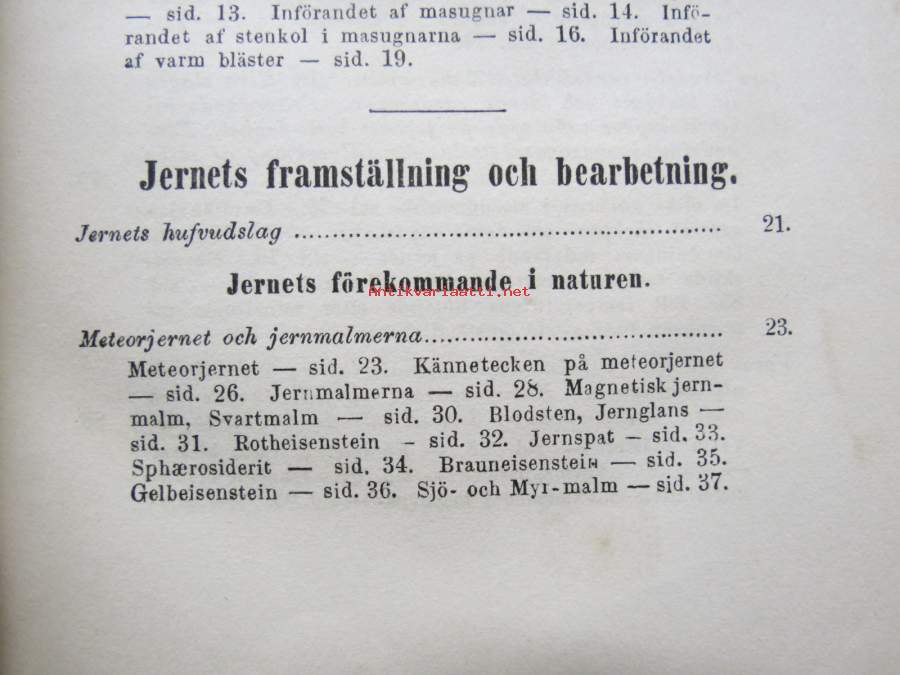 — sid. 13. Införandet af masugnar — sid. 14. Infö-
randet af stenkol i masugnarna — sid. 16. Införandet
af varm bläster — sid. 19.
Jernets framställning och bearbetning.
Jernets hufvudslag ........................................................ 21.
Jernets förekommande i naturen.
Antikvariaatti.net
Meteorjernet och jernmalmerna........................................ 23.
Meteorjernet — sid. 23. Kännetecken på meteorjernet
— sid. 26. Jernmalmerna — sid. 28. Magnetisk jern-
malm, Svartmalm — sid. 30. Blodsten, Jernglans —
sid. 31. Rotheisenstein – sid. 32. Jernspat – sid. 33.
Sphærosiderit — sid. 34. Brauneisenstein — sid. 35.
Gelbeisenstein — sid. 36. Sjö- och Myr-malm — sid. 37.